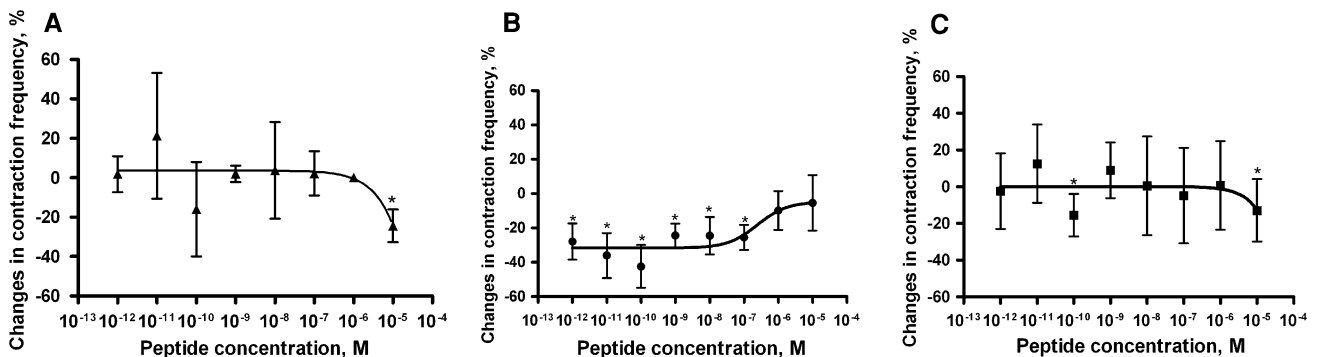 A
Changes in contraction frequency, %
60
40
20
0
-20
-40
-60
*
10-13 10-12 10-11 10-10 10-9 10-8 10-7 10-6 10-5 10-4
Peptide concentration, M
B
Changes in contraction frequency, %
60
40
20
0
-20
-40
-60
* * * * * *
10-13 10-12 10-11 10-10 10-9 10-8 10-7 10-6 10-5 10-4
Peptide concentration, M
C
Changes in contraction frequency, %
60
40
20
0
-20
-40
-60
* *
10-13 10-12 10-11 10-10 10-9 10-8 10-7 10-6 10-5 10-4
Peptide concentration, M